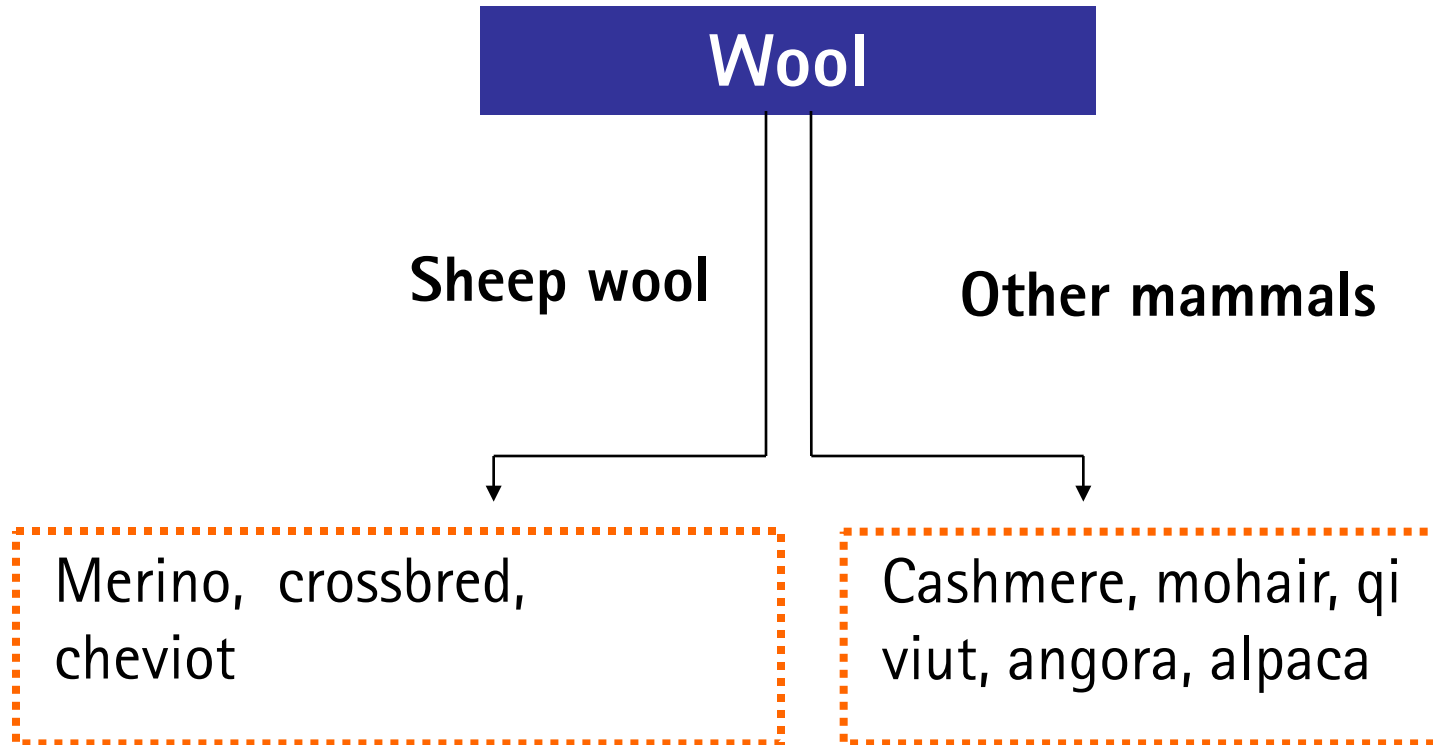 Wool
Sheep wool
Other mammals
Merino, crossbred,
cheviot
Cashmere, mohair, qi
viut, angora, alpaca